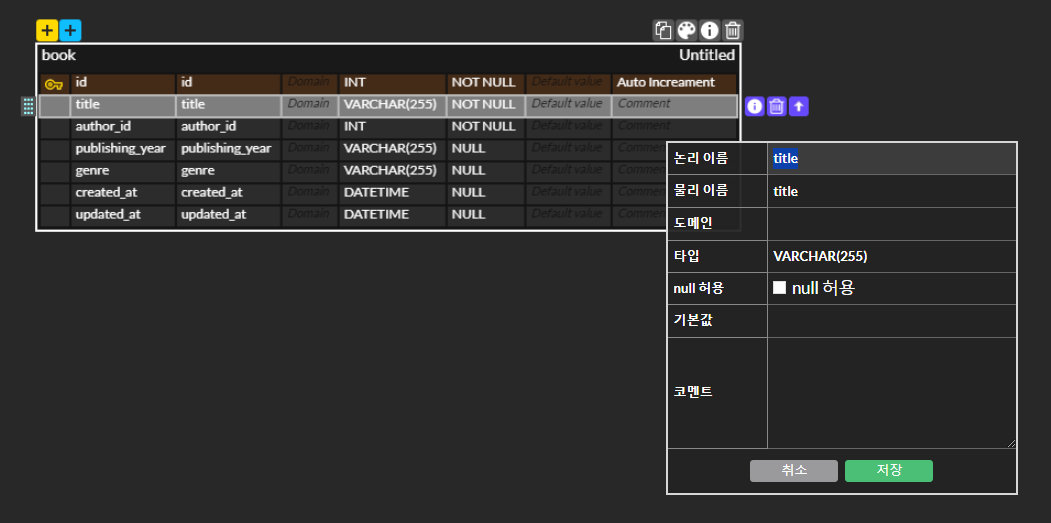 book Untitled
id id Domain INT NOT NULL Default value Auto Increament
title title Domain VARCHAR(255) NOT NULL Default value Comment
author_id author_id Domain INT NOT NULL Default value Comment
publishing_year publishing_year Domain VARCHAR(255) NULL Default value Comment
genre genre Domain VARCHAR(255) NULL Default value Comment
created_at created_at Domain DATETIME NULL Default value Comment
updated_at updated_at Domain DATETIME NULL Default value Comment
논리 이름 title
물리 이름 title
도메인
타입 VARCHAR(255)
null 허용 null 허용
기본값
코멘트
취소 저장